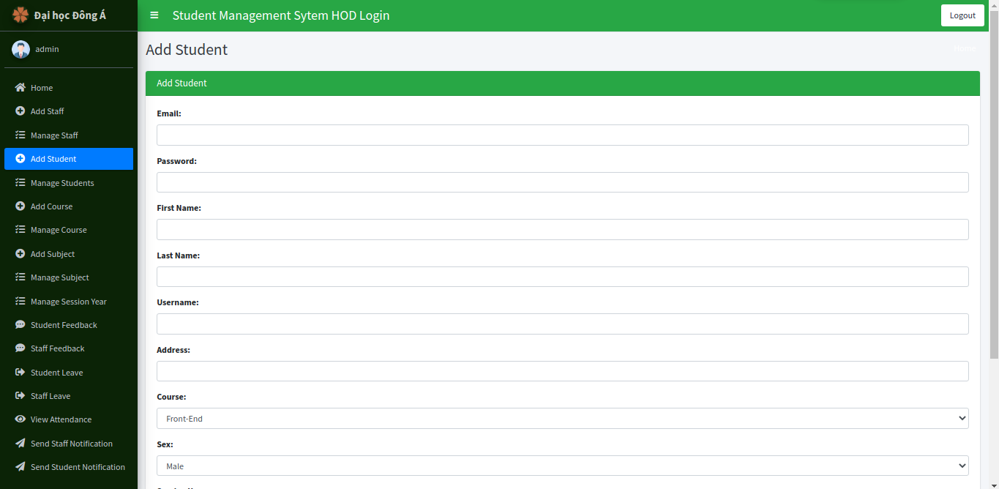 Đại học Đông Á
Student Management Sytem HOD Login
Logout
admin
Add Student
Home
Home
Add Staff
Manage Staff
Add Student
Manage Students
Add Course
Manage Course
Add Subject
Manage Subject
Manage Session Year
Student Feedback
Staff Feedback
Student Leave
Staff Leave
View Attendance
Send Staff Notification
Send Student Notification
Add Student
Email:
Password:
First Name:
Last Name:
Username:
Address:
Course:
Front-End
Sex:
Male